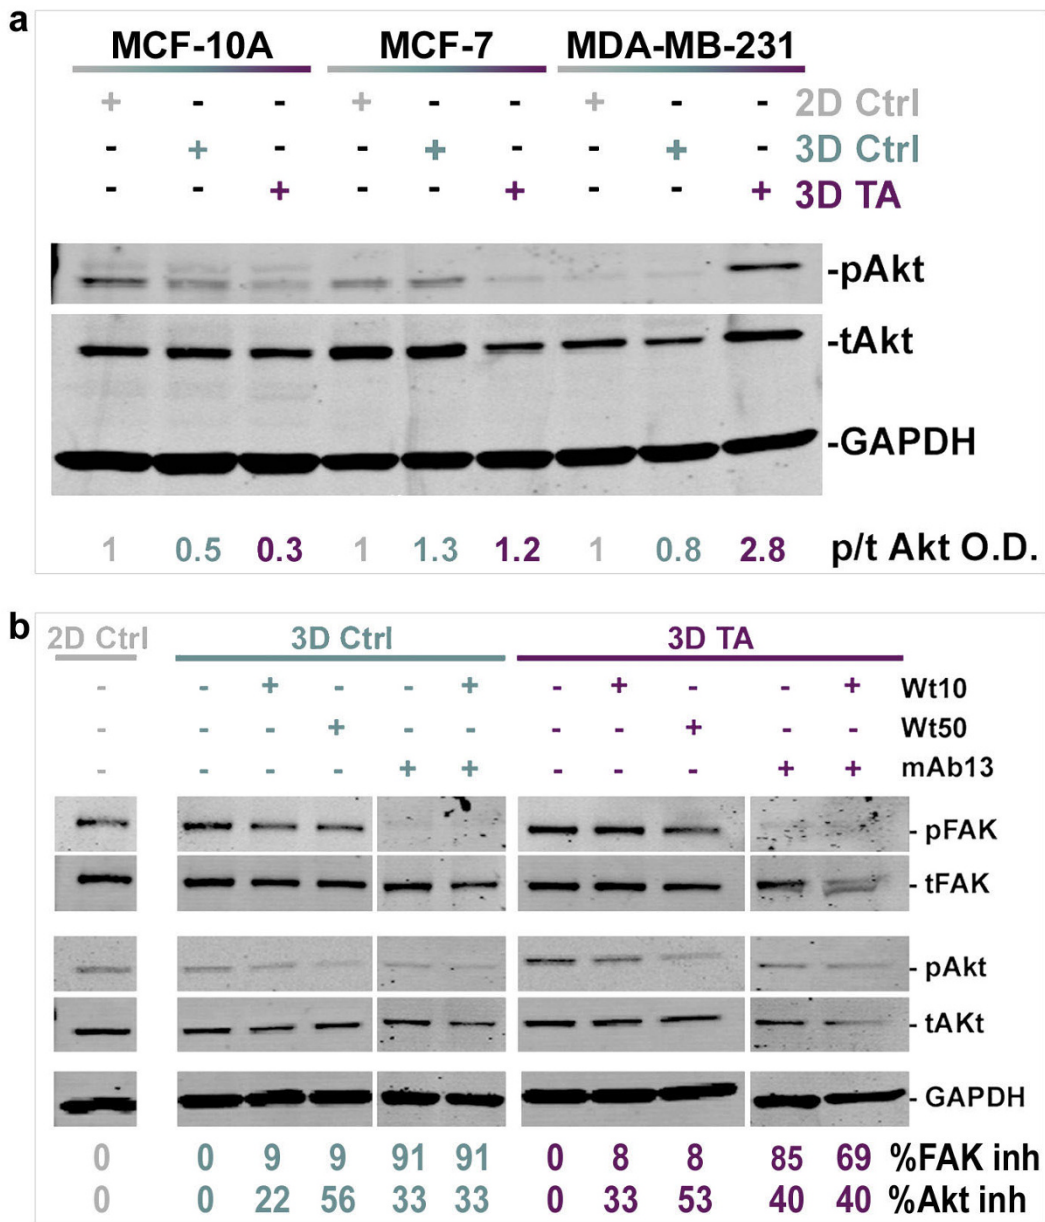 a
MCF-10A MCF-7 MDA-MB-231
+ - - + - - + - - 2D Ctrl
- + - - + - - + - 3D Ctrl
- - + - - + - - + 3D TA
-pAkt
-tAkt
-GAPDH
1 0.5 0.3 1 1.3 1.2 1 0.8 2.8 p/t Akt O.D.
b
2D Ctrl 3D Ctrl 3D TA
- - + - - + - + - - + Wt10
- - - + - - - - + - - Wt50
- - - - + + - - - + + mAb13
- pFAK
- tFAK
- pAkt
- tAKt
- GAPDH
0 0 9 9 91 91 0 8 8 85 69 %FAK inh
0 0 22 56 33 33 0 33 53 40 40 %Akt inh